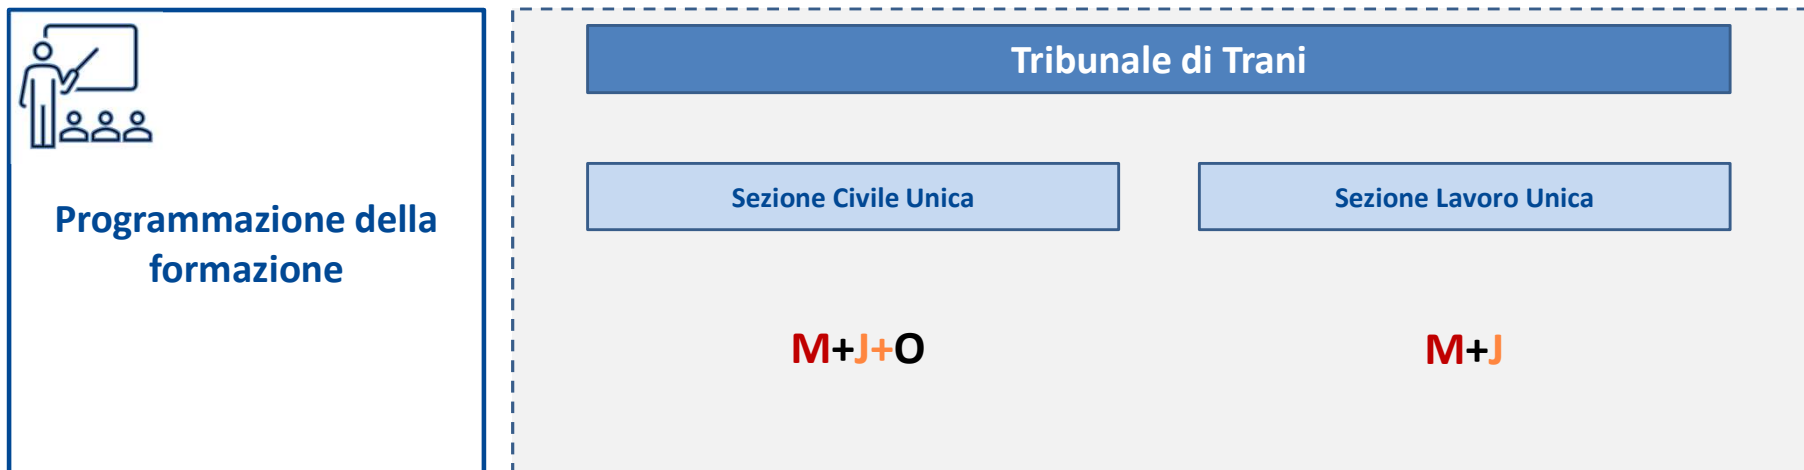 Programmazione della
formazione
Tribunale di Trani
Sezione Civile Unica
Sezione Lavoro Unica
M+J+O
M+J